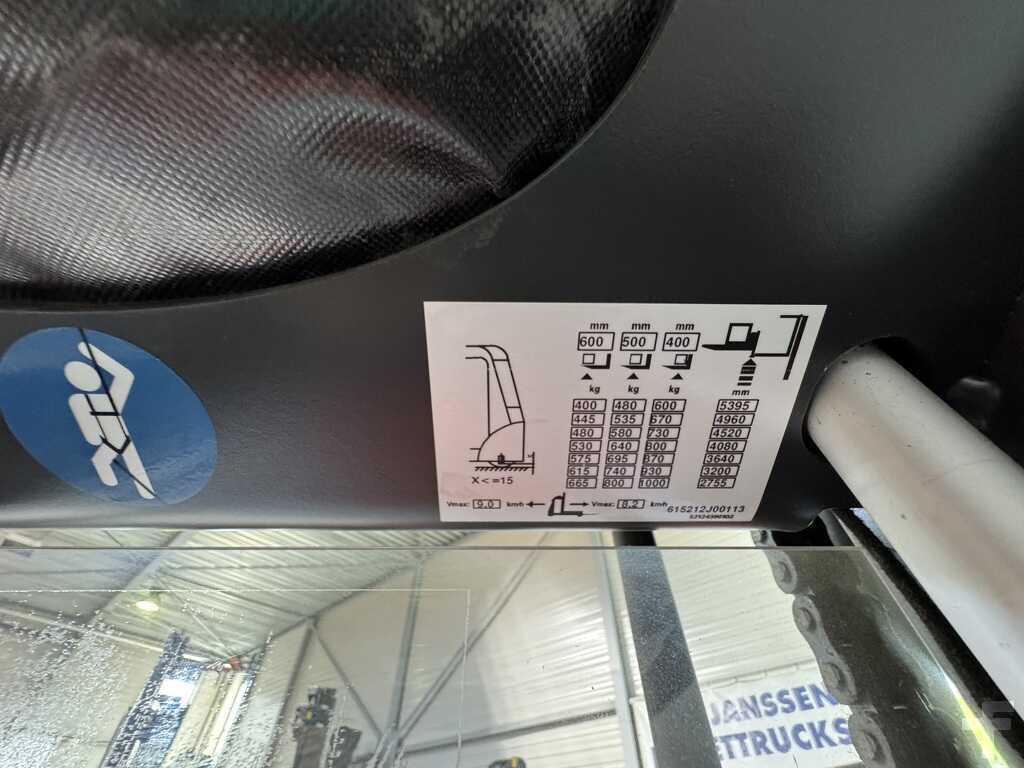 mm mm mm
600 500 400
kg kg kg mm
400 480 600 5395
445 535 670 4960
480 580 730 4520
530 640 800 4080
575 695 870 3640
615 740 930 3200
665 800 1000 2755
X<=15
Vmax: 9.0 km/h Vmax: 8.2 km/h 615212J00113
JANSSEN
ETTRUCKS